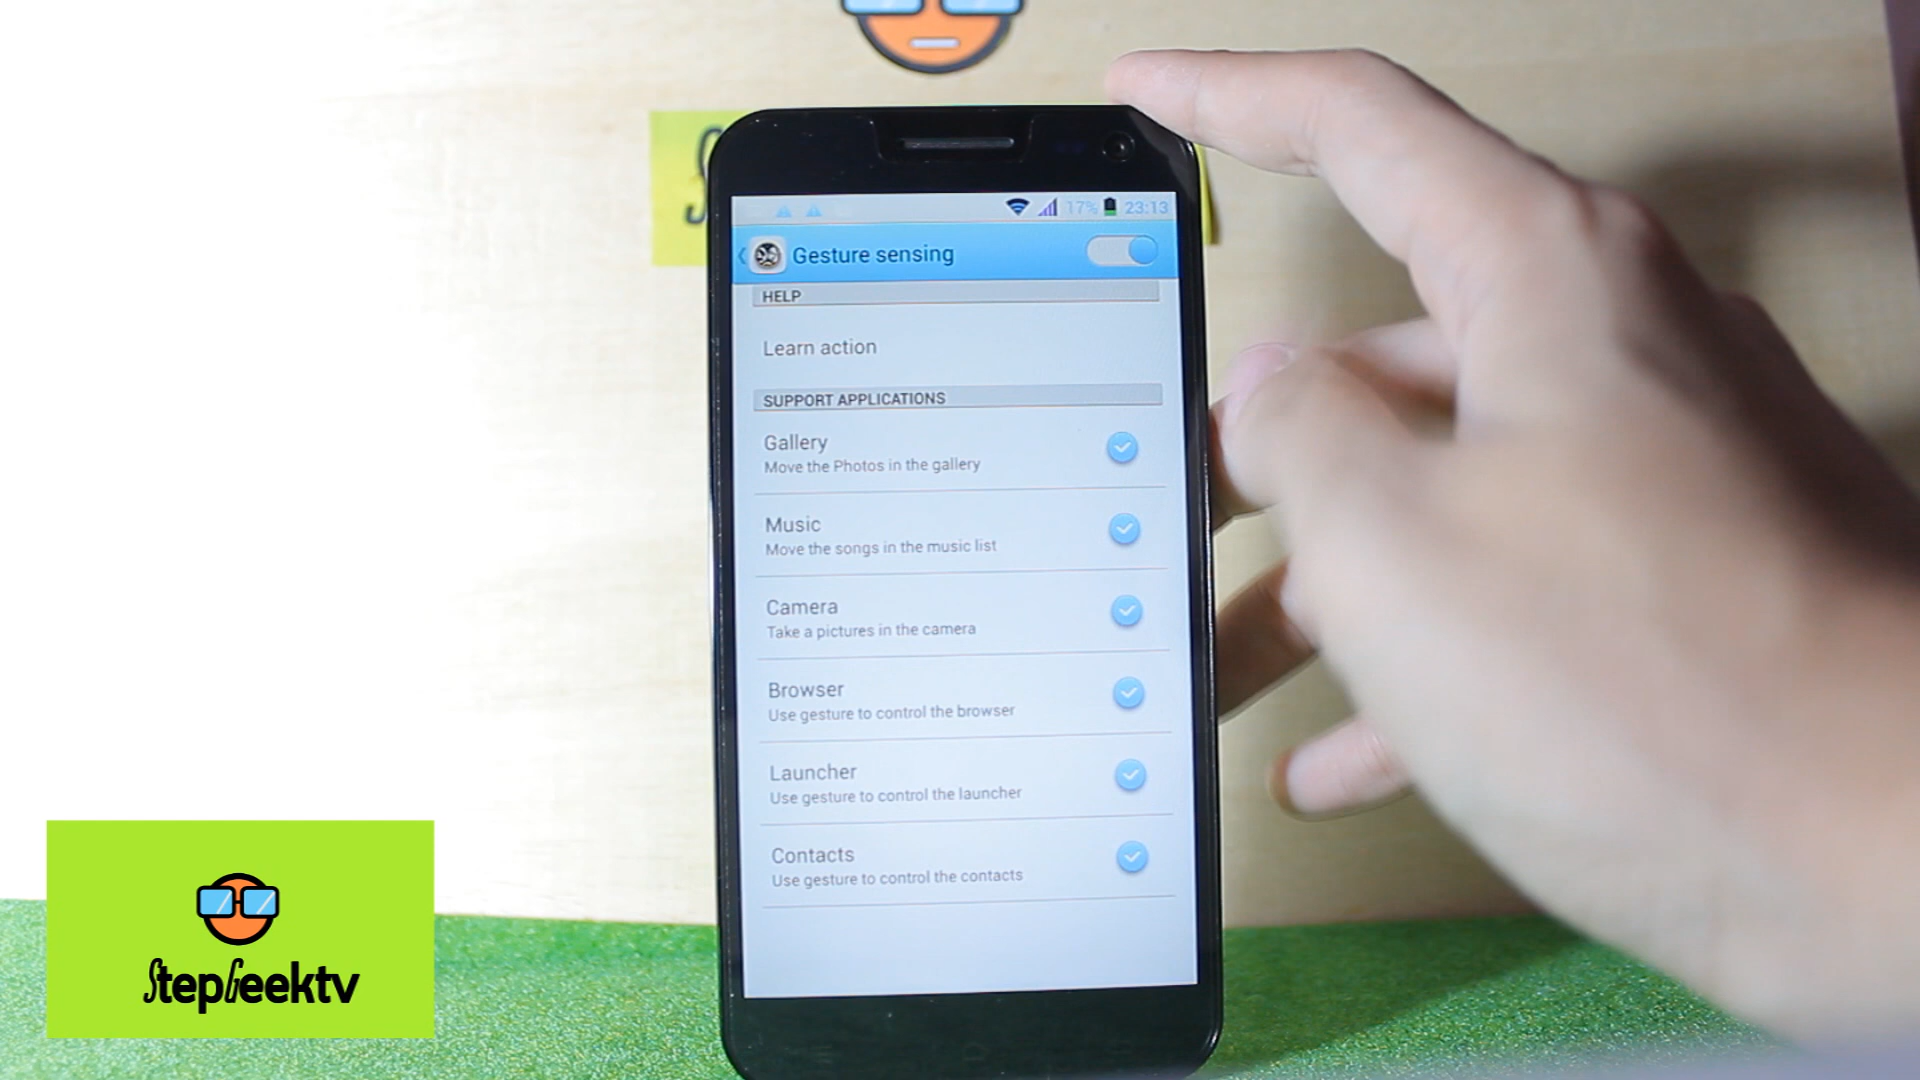 17% 23:13
Gesture sensing
HELP
Learn action
SUPPORT APPLICATIONS
Gallery
Move the Photos in the gallery
Music
Move the songs in the music list
Camera
Take a pictures in the camera
Browser
Use gesture to control the browser
Launcher
Use gesture to control the launcher
Contacts
Use gesture to control the contacts
StepGeektv